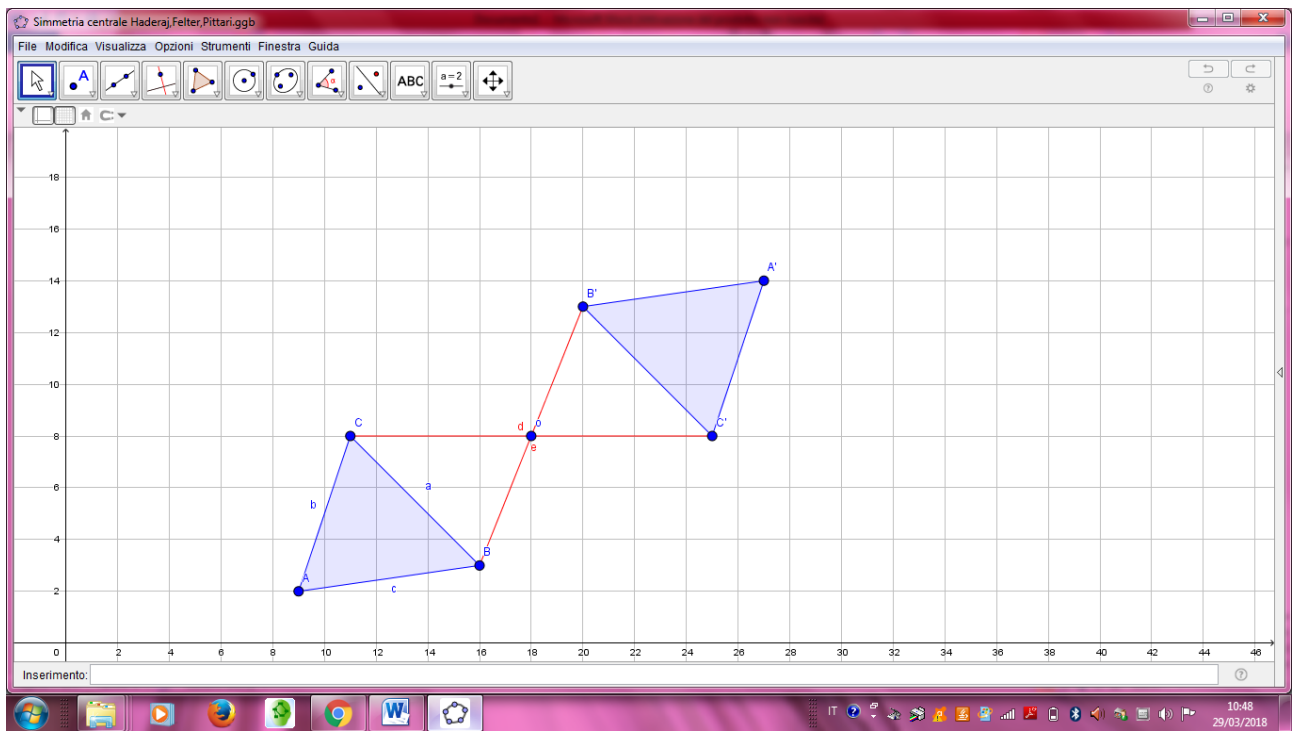 Simmetria centrale Haderaj,Felter,Pittari.ggb
File Modifica Visualizza Opzioni Strumenti Finestra Guida
A α ABC a=2
18
16
14
12
10
8
6
4
2
A'
B'
C
d
o
C'
e
a
b
B
A
c
0 2 4 6 8 10 12 14 16 18 20 22 24 26 28 30 32 34 36 38 40 42 44 46
Inserimento:
IT
10:48
29/03/2018